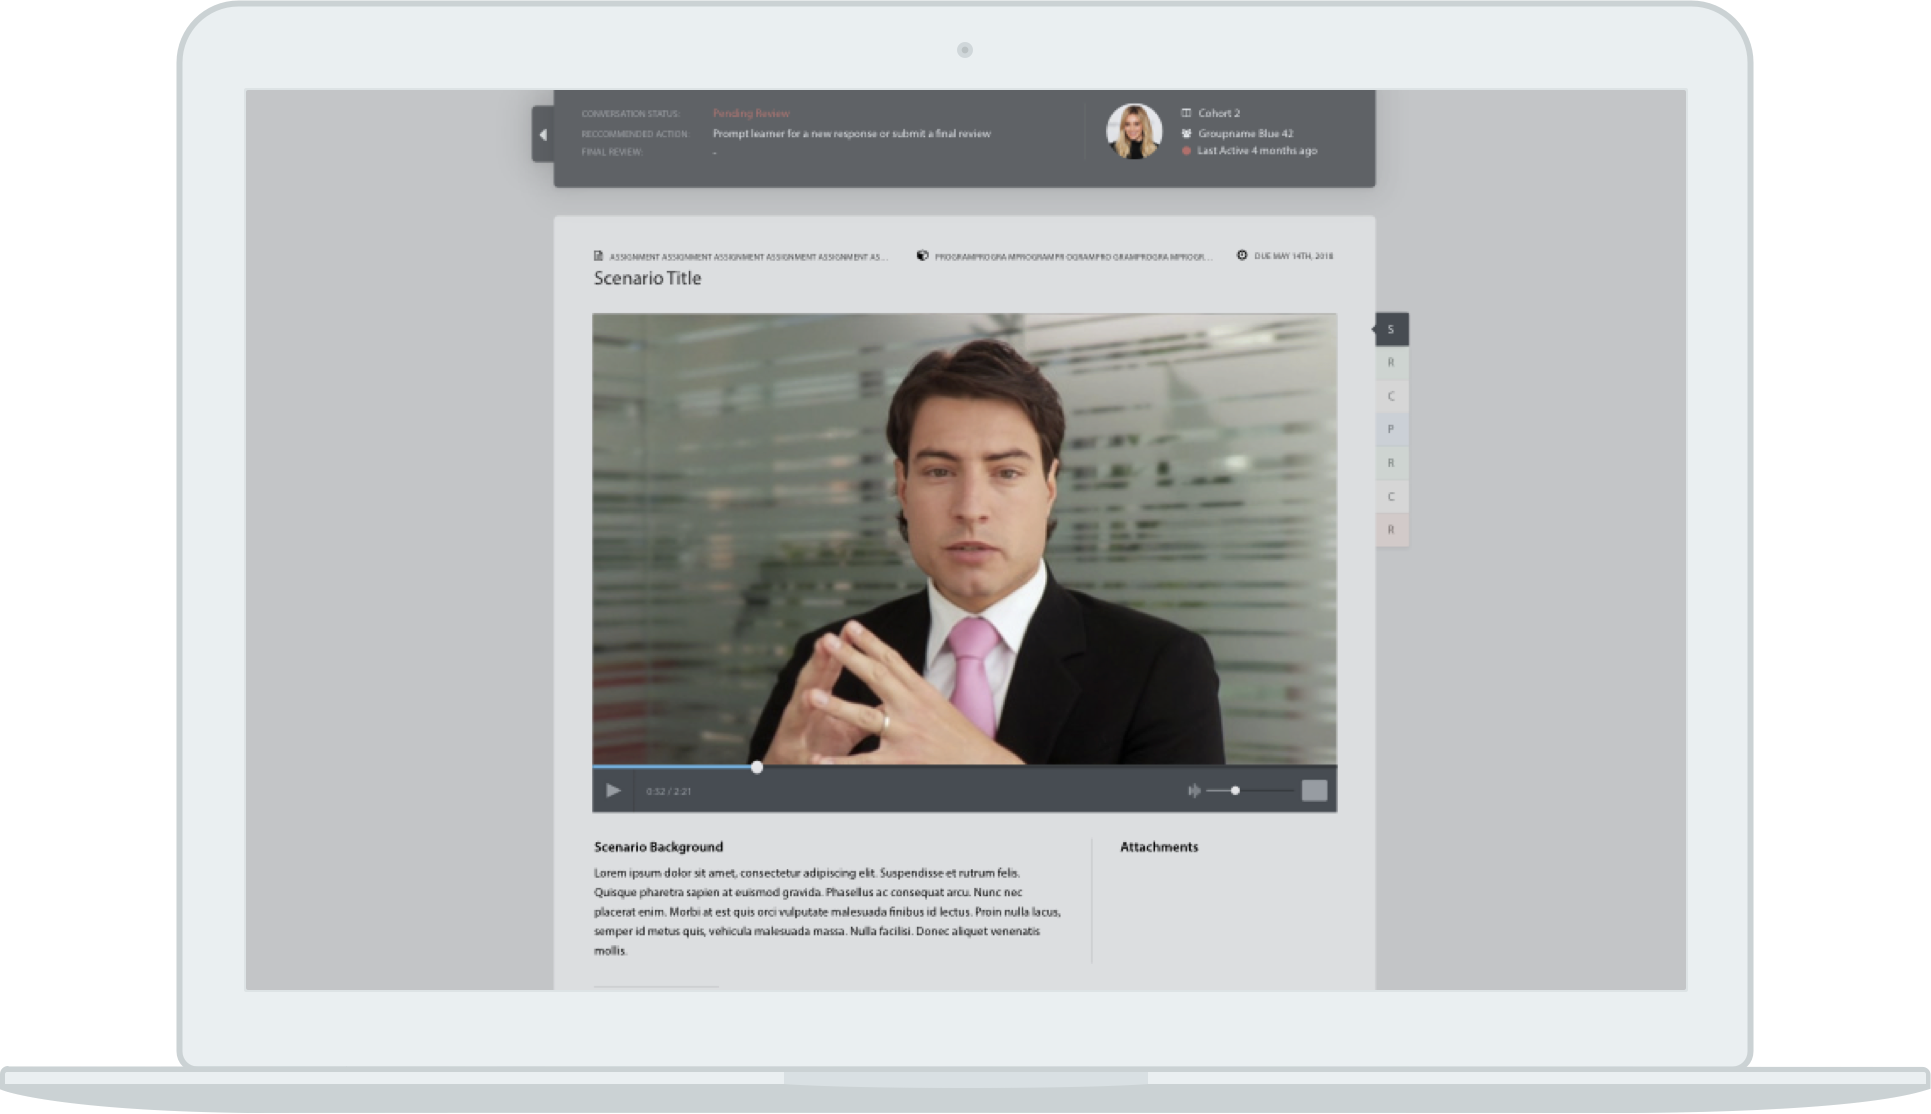 CONVERSATION STATUS: Pending Review
RECCOMMENDED ACTION: Prompt learner for a new response or submit a final review
FINAL REVIEW: -
Cohort 2
Groupname Blue 42
Last Active 4 months ago
ASSIGNMENT ASSIGNMENT ASSIGNMENT ASSIGNMENT ASSIGNMENT AS...
PROGRAMPROGRA MPROGRAMPR OGRAMPRO GRAMPROGRA MPROGR...
DUE MAY 14TH, 2018
Scenario Title
S
R
C
P
R
C
R
0:32 / 2:21
Scenario Background
Lorem ipsum dolor sit amet, consectetur adipiscing elit. Suspendisse et rutrum felis.
Quisque pharetra sapien at euismod gravida. Phasellus ac consequat arcu. Nunc nec
placerat enim. Morbi at est quis orci vulputate malesuada finibus id lectus. Proin nulla lacus,
semper id metus quis, vehicula malesuada massa. Nulla facilisi. Donec aliquet venenatis
mollis.
Attachments